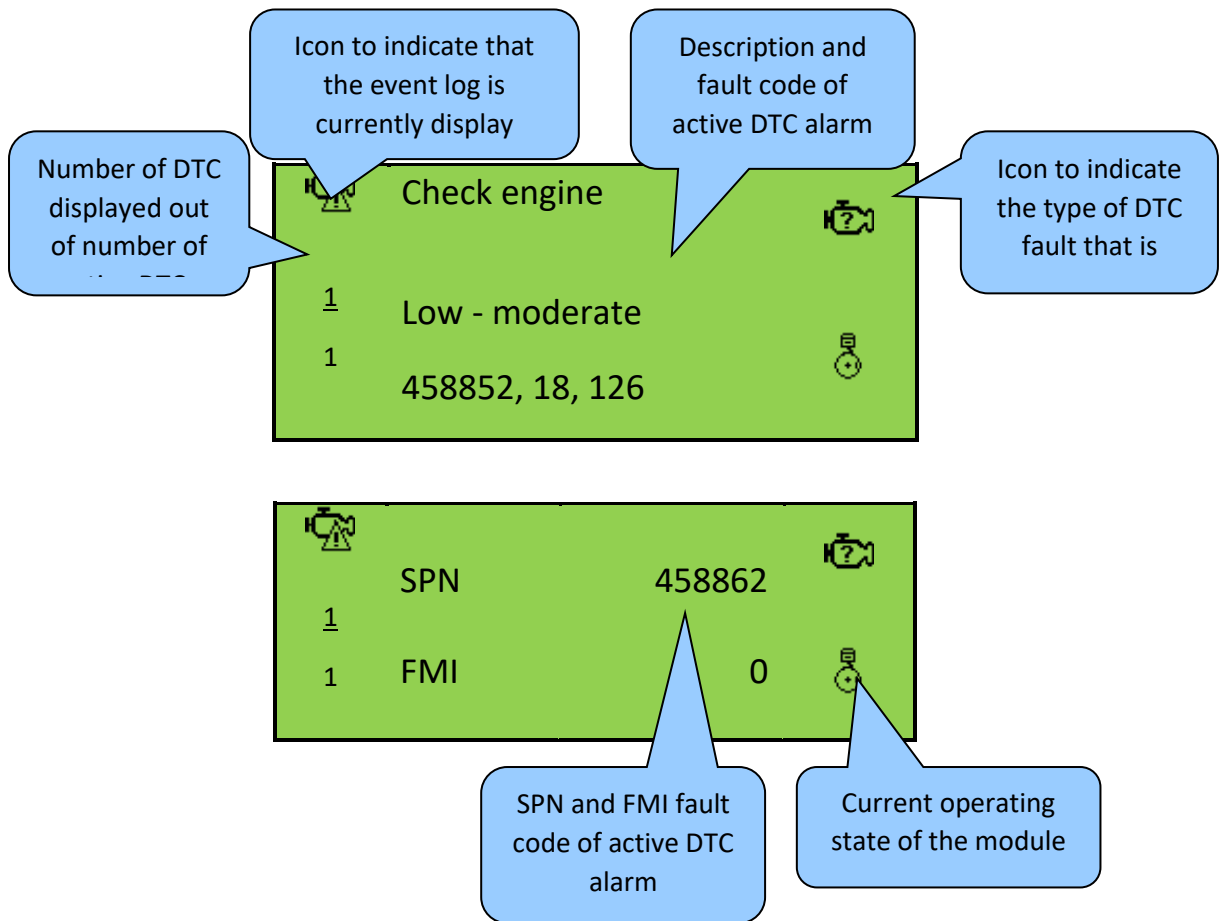 Icon to indicate that
the event log is
currently display
Description and
fault code of
active DTC alarm
Number of DTC
displayed out
of number of
Icon to indicate
the type of DTC
fault that is
Check engine
1
Low - moderate
1
458852, 18, 126
SPN 458862
1
FMI 0
1
SPN and FMI fault
code of active DTC
alarm
Current operating
state of the module